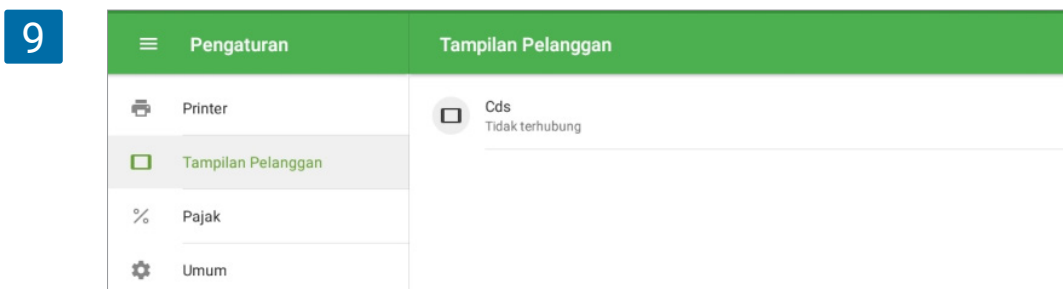 9
Pengaturan
Tampilan Pelanggan
Printer
Tampilan Pelanggan
Pajak
Umum
Cds
Tidak terhubung